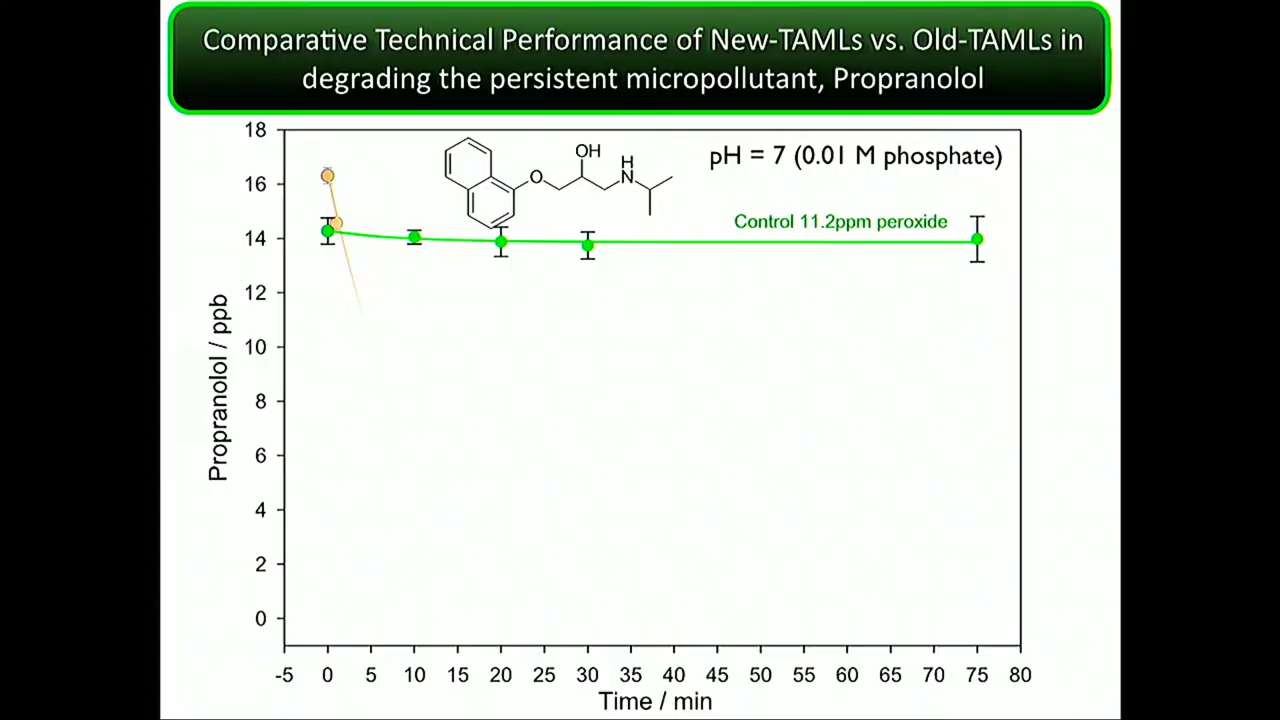 Comparative Technical Performance of New-TAMLs vs. Old-TAMLs in
degrading the persistent micropollutant, Propranolol
18
16
14
12
10
8
6
4
2
0
Propranolol / ppb
OH
O
H
N
pH = 7 (0.01 M phosphate)
Control 11.2ppm peroxide
-5 0 5 10 15 20 25 30 35 40 45 50 55 60 65 70 75 80
Time / min